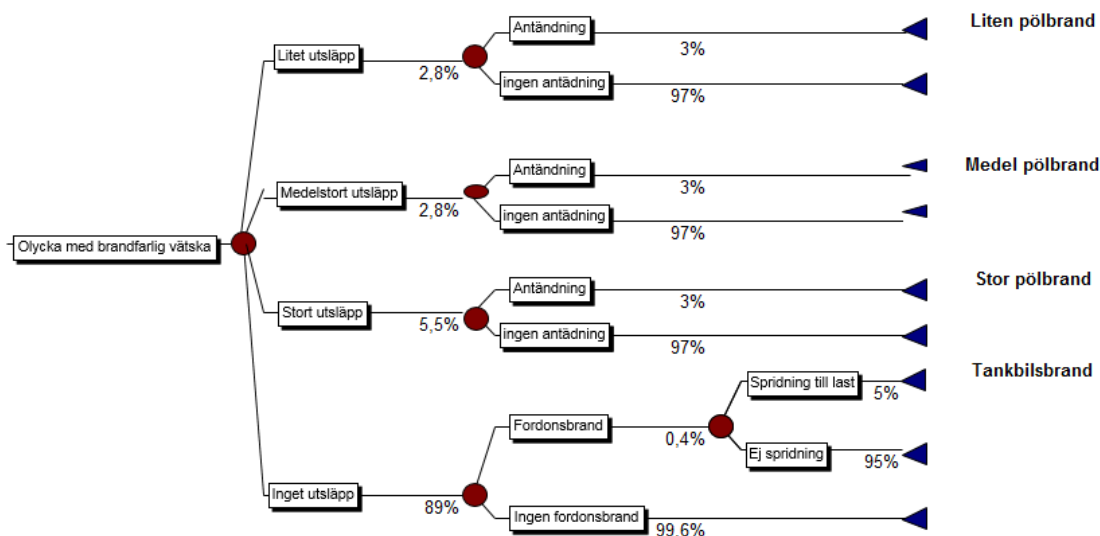 Antändning
Liten pölbrand
3%
Litet utsläpp
2,8%
ingen antädning
97%
Antändning
Medel pölbrand
3%
Medelstort utsläpp
2,8%
ingen antädning
97%
Olycka med brandfarlig vätska
Antändning
Stor pölbrand
3%
Stort utsläpp
5,5%
ingen antädning
97%
Tankbilsbrand
Spridning till last
5%
Fordonsbrand
0,4%
Ej spridning
95%
Inget utsläpp
89%
Ingen fordonsbrand
99,6%